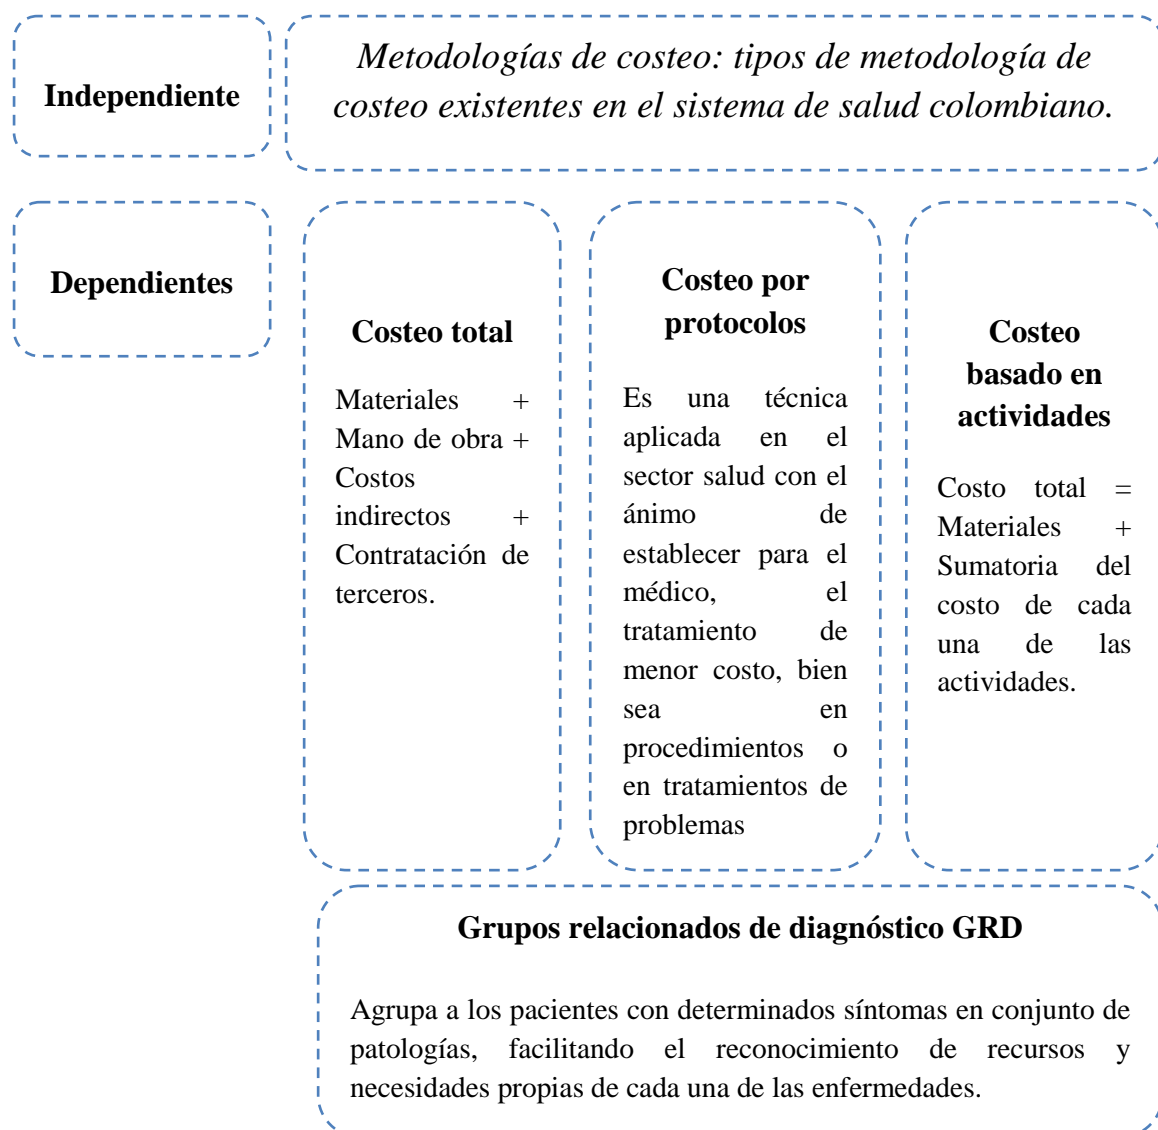 Independiente
Metodologías de costeo: tipos de metodología de
costeo existentes en el sistema de salud colombiano.
Dependientes
Costeo total
Materiales +
Mano de obra +
Costos
indirectos +
Contratación de
terceros.
Costeo por
protocolos
Es una técnica
aplicada en el
sector salud con el
ánimo de
establecer para el
médico, el
tratamiento de
menor costo, bien
sea en
procedimientos o
en tratamientos de
problemas
Costeo
basado en
actividades
Costo total =
Materiales +
Sumatoria del
costo de cada
una de las
actividades.
Grupos relacionados de diagnóstico GRD
Agrupa a los pacientes con determinados síntomas en conjunto de
patologías, facilitando el reconocimiento de recursos y
necesidades propias de cada una de las enfermedades.